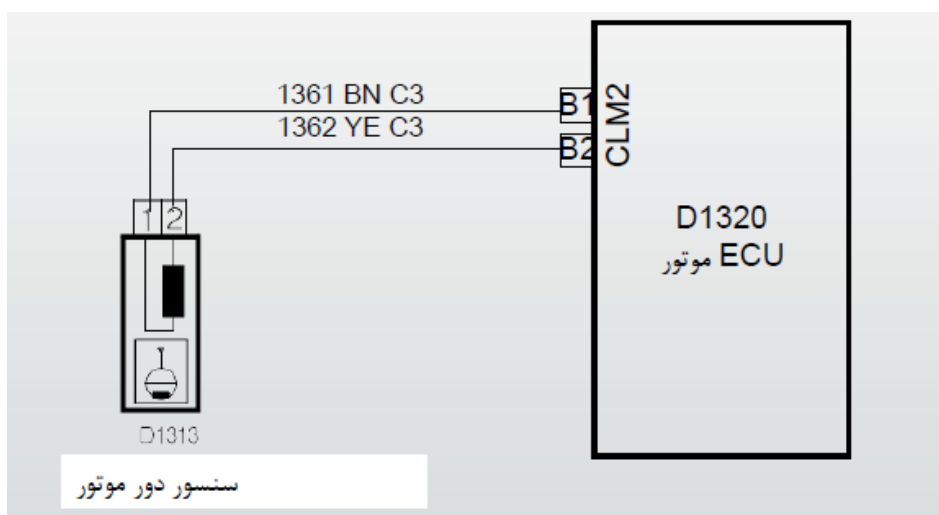 1361 BN C3
1362 YE C3
B1
B2
CLM2
D1320
ECU موتور
1 2
D1313
سنسور دور موتور